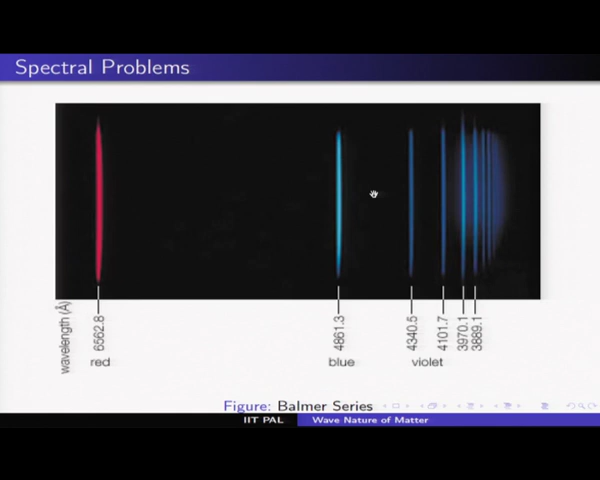 Spectral Problems
wavelength (Å)
6562.8
4861.3
4340.5
4101.7
3970.1
3889.1
red
blue
violet
Figure: Balmer Series
IIT PAL
Wave Nature of Matter